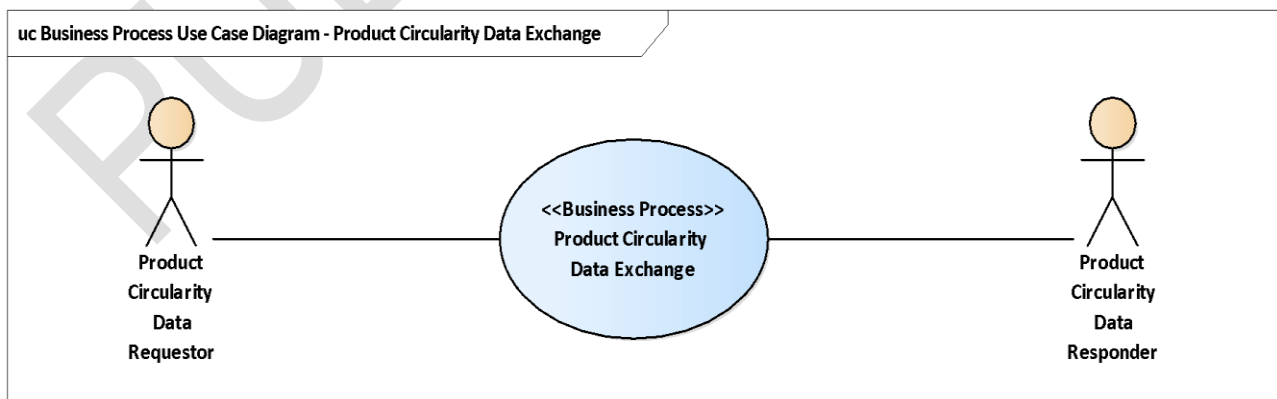 uc Business Process Use Case Diagram - Product Circularity Data Exchange
<<Business Process>>
Product Circularity
Data Exchange
Product
Circularity
Data
Requestor
Product
Circularity
Data
Responder